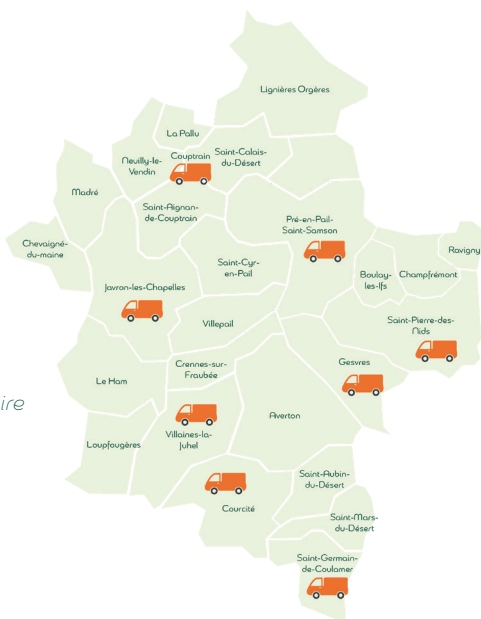 Lignières Orgères
La Pallu
Couptrain
Saint-Calais-
du-Désert
Neuilly-le-
Vendin
Madré
Saint-Aignan-
de-Couptrain
Pré-en-Pail-
Saint-Samson
Chevaigné-
du-maine
Saint-Cyr-
en-Pail
Boulay-
les-Ifs
Champfrémont
Ravigny
Javron-les-Chapelles
Villepail
Saint-Pierre-des-
Nids
Crennes-sur-
Fraubée
Gesvres
Le Ham
ire
Averton
Villaines-la-
Juhel
Loupfougères
Saint-Aubin-
du-Désert
Courcité
Saint-Mars-
du-Désert
Saint-Germain-
de-Coulamer